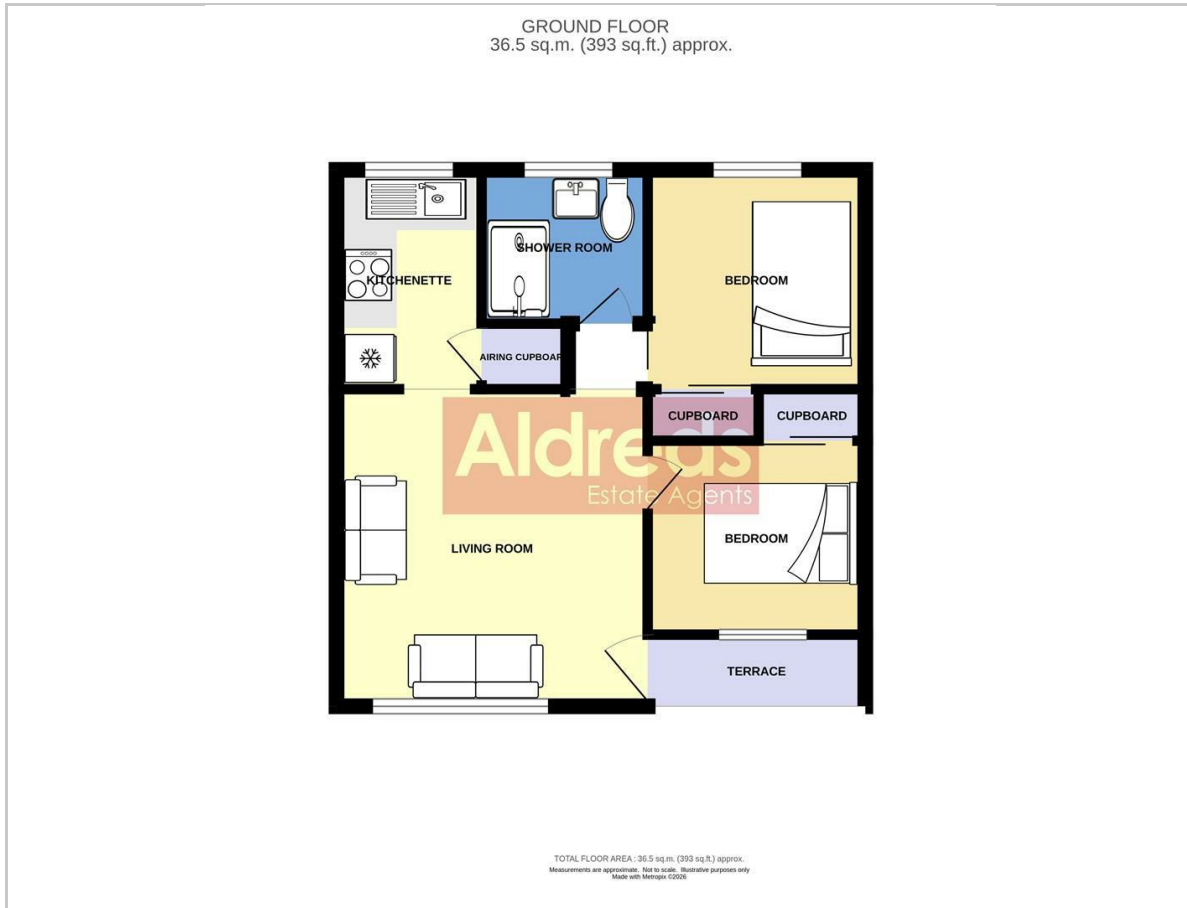 GROUND FLOOR
36.5 sq.m. (393 sq.ft.) approx.
SHOWER ROOM
KITCHENETTE
BEDROOM
AIRING CUPBOAR
CUPBOARD
CUPBOARD
Aldreds
Estate Agents
BEDROOM
LIVING ROOM
TERRACE
TOTAL FLOOR AREA : 36.5 sq.m. (393 sq.ft.) approx.
Measurements are approximate. Not to scale. Illustrative purposes only
Made with Metropix ©2026